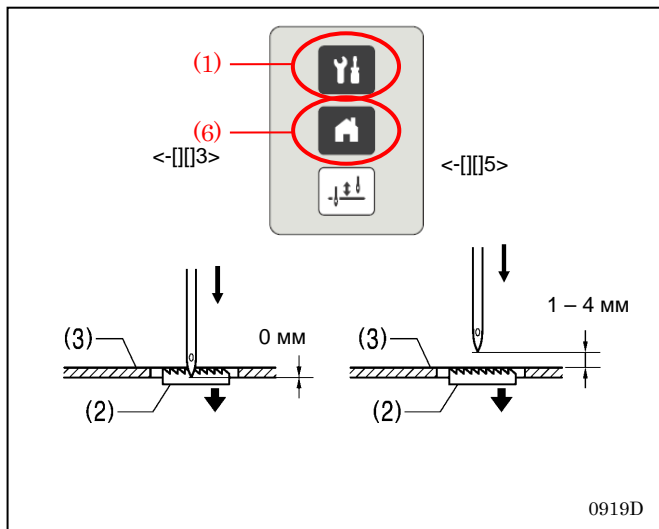 (1)
(6)
<-[][]3>
<-[][]5>
1 – 4 мм
(3)
0 мм
(3)
(2)
(2)
0919D